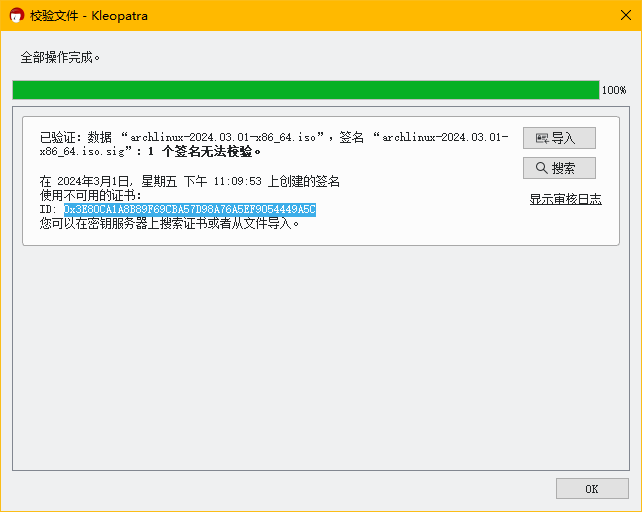 校验文件 - Kleopatra
全部操作完成。
100%
已验证：数据 “archlinux-2024.03.01-x86_64.iso”，签名 “archlinux-2024.03.01-
x86_64.iso.sig”：1 个签名无法校验。
导入
搜索
显示审核日志
在 2024年3月1日, 星期五 下午 11:09:53 上创建的签名
使用不可用的证书：
ID: 0x3E80CA1A8B89F69CBA57D98A76A5EF9054449A5C
您可以在密钥服务器上搜索证书或者从文件导入。
OK